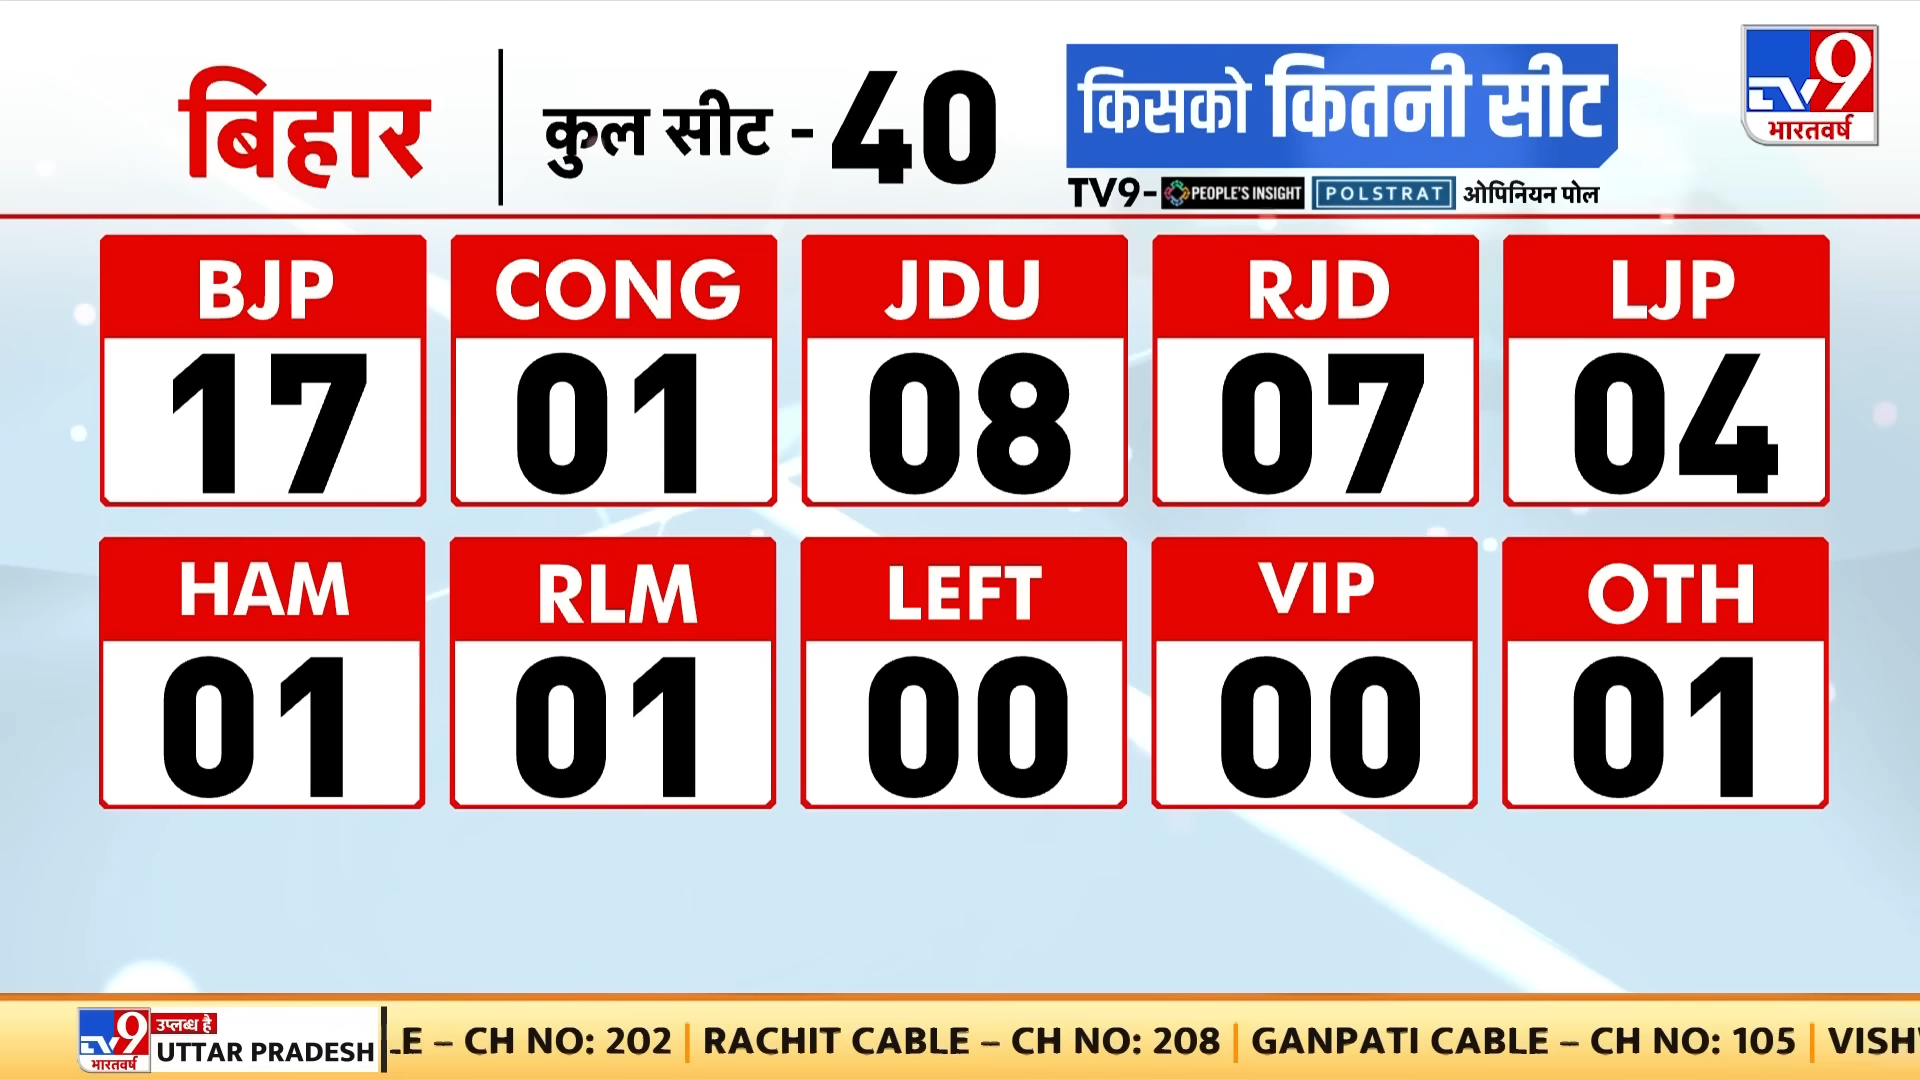 बिहार
कुल सीट - 40
किसको कितनी सीट
TV9
भारतवर्ष
TV9- PEOPLE'S INSIGHT POLSTRAT ओपिनियन पोल
BJP CONG JDU RJD LJP
17 01 08 07 04
HAM RLM LEFT VIP OTH
01 01 00 00 01
TV9 भारतवर्ष
उपलब्ध है
UTTAR PRADESH
LE – CH NO: 202 | RACHIT CABLE – CH NO: 208 | GANPATI CABLE – CH NO: 105 | VISH